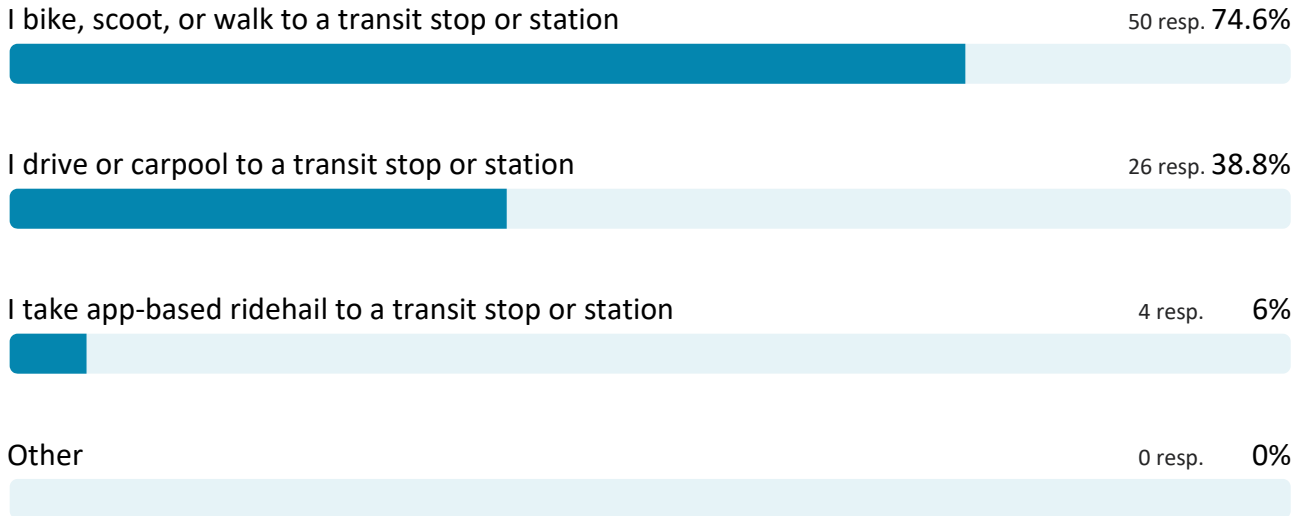 I bike, scoot, or walk to a transit stop or station 50 resp. 74.6%
I drive or carpool to a transit stop or station 26 resp. 38.8%
I take app-based ridehail to a transit stop or station 4 resp. 6%
Other 0 resp. 0%